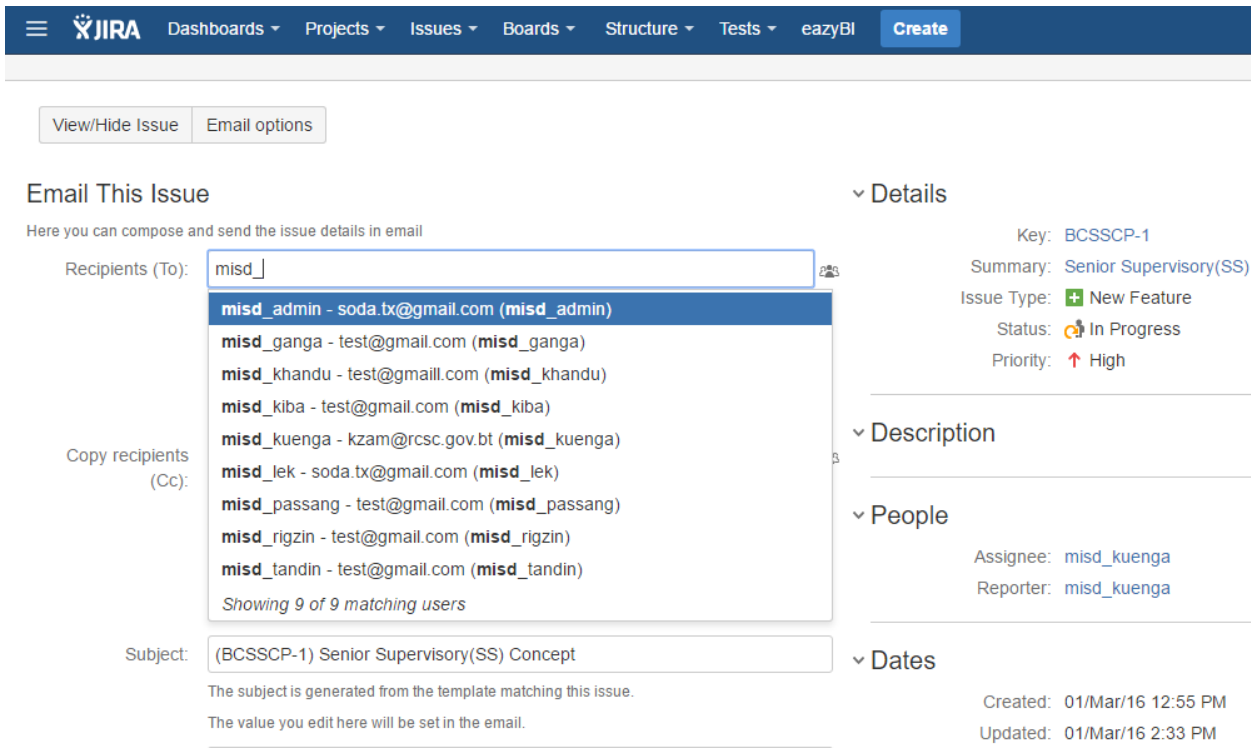 JIRA Dashboards Projects Issues Boards Structure Tests eazyBI Create
View/Hide Issue Email options
Email This Issue
Here you can compose and send the issue details in email
Recipients (To): misd_
misd_admin - soda.tx@gmail.com (misd_admin)
misd_ganga - test@gmail.com (misd_ganga)
misd_khandu - test@gmaill.com (misd_khandu)
misd_kiba - test@gmail.com (misd_kiba)
misd_kuenga - kzam@rcsc.gov.bt (misd_kuenga)
misd_lek - soda.tx@gmail.com (misd_lek)
misd_passang - test@gmail.com (misd_passang)
misd_rigzin - test@gmail.com (misd_rigzin)
misd_tandin - test@gmail.com (misd_tandin)
Showing 9 of 9 matching users
Copy recipients
(Cc):
Subject: (BCSSCP-1) Senior Supervisory(SS) Concept
The subject is generated from the template matching this issue.
The value you edit here will be set in the email.
Details
Key: BCSSCP-1
Summary: Senior Supervisory(SS)
Issue Type: New Feature
Status: In Progress
Priority: High
Description
People
Assignee: misd_kuenga
Reporter: misd_kuenga
Dates
Created: 01/Mar/16 12:55 PM
Updated: 01/Mar/16 2:33 PM